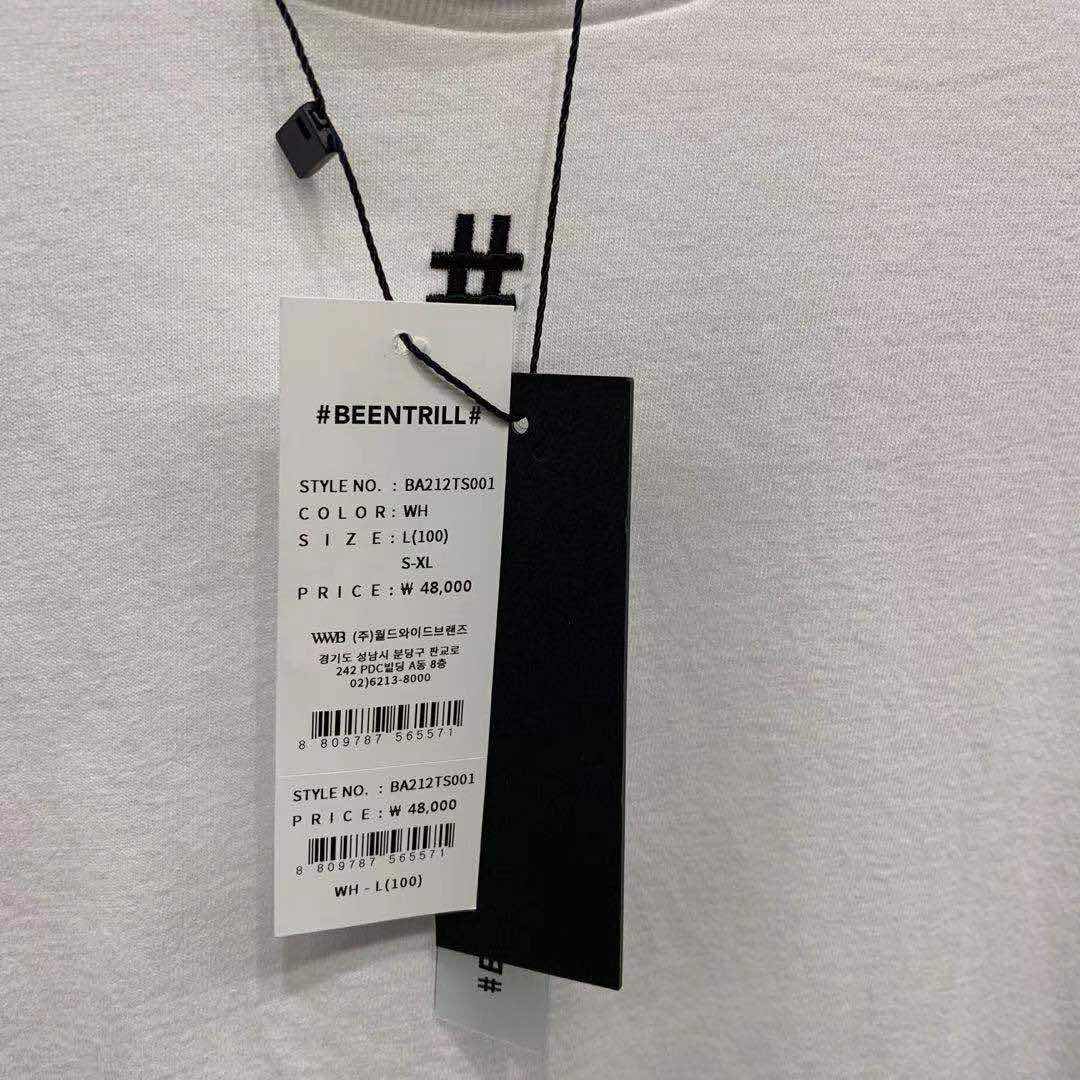 #
#BEENTRILL#
STYLE NO. : BA212TS001
COLOR: WH
SIZE: L(100)
S-XL
PRICE: ₩ 48,000
WWB (주)월드와이드브랜즈
경기도 성남시 분당구 판교로
242 PDC빌딩 A동 8층
02)6213-8000
8 809787 565571
STYLE NO. : BA212TS001
PRICE: ₩ 48,000
8 809787 565571
WH - L(100)